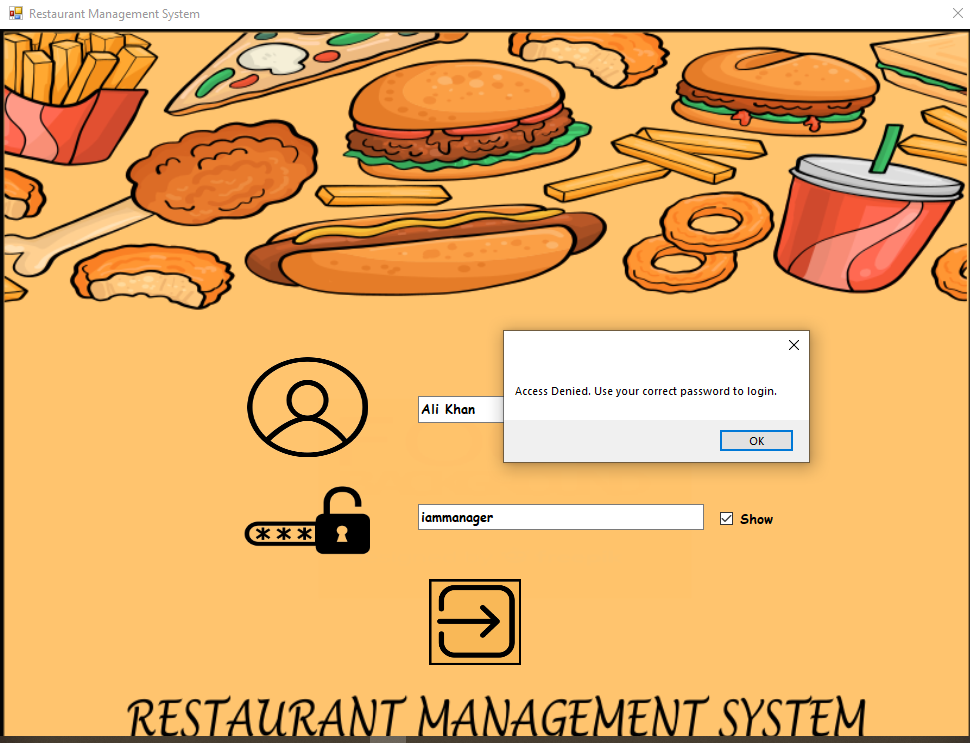 Restaurant Management System
Access Denied. Use your correct password to login.
Ali Khan
OK
iammanager
Show
RESTAURANT MANAGEMENT SYSTEM